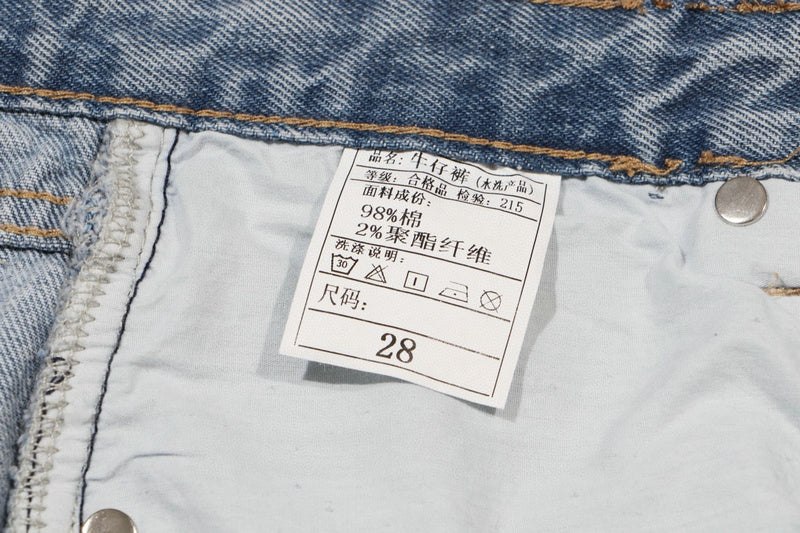 品名: 牛仔裤 (水洗产品)
等级: 合格品 检验: 215
面料成份:
98%棉
2%聚酯纤维
洗涤说明:
30
尺码:
28